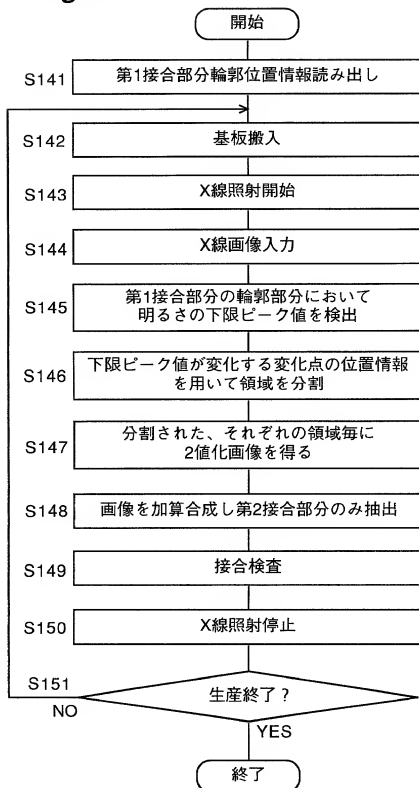 開始
S141
第1接合部分輪郭位置情報読み出し
S142
基板搬入
S143
X線照射開始
S144
X線画像入力
S145
第1接合部分の輪郭部分において
明るさの下限ピーク値を検出
S146
下限ピーク値が変化する変化点の位置情報
を用いて領域を分割
S147
分割された、それぞれの領域毎に
2値化画像を得る
S148
画像を加算合成し第2接合部分のみ抽出
S149
接合検査
S150
X線照射停止
S151
生産終了？
NO
YES
終了